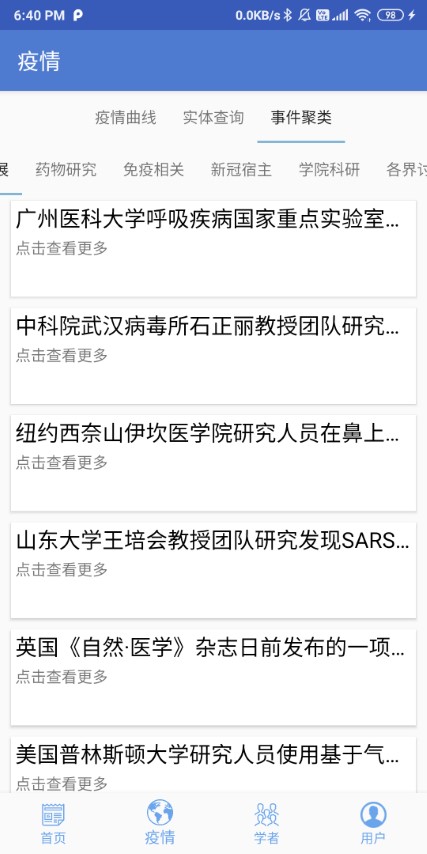 6:40 PM
0.0KB/s
98
疫情
疫情曲线 实体查询 事件聚类
展 药物研究 免疫相关 新冠宿主 学院科研 各界讨
广州医科大学呼吸疾病国家重点实验室...
点击查看更多
中科院武汉病毒所石正丽教授团队研究...
点击查看更多
纽约西奈山伊坎医学院研究人员在鼻上...
点击查看更多
山东大学王培会教授团队研究发现SARS...
点击查看更多
英国《自然·医学》杂志日前发布的一项...
点击查看更多
美国普林斯顿大学研究人员使用基于气...
点击查看更多
首页 疫情 学者 用户